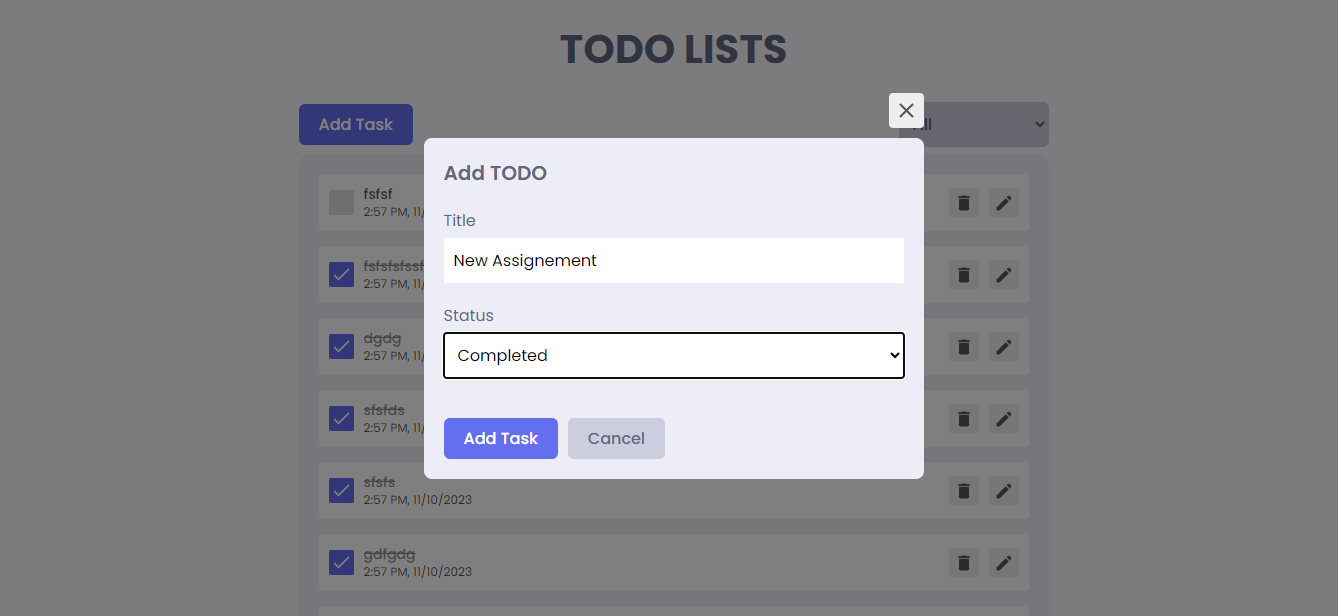 TODO LISTS
Add Task
Add TODO
Title
New Assignement
Status
Completed
Add Task
Cancel
fsfsf
2:57 PM, 11/
fsfsfsfssf
2:57 PM, 11/
dgdg
2:57 PM, 11/
sfsfds
2:57 PM, 11/
sfsfs
2:57 PM, 11/10/2023
gdfgdg
2:57 PM, 11/10/2023